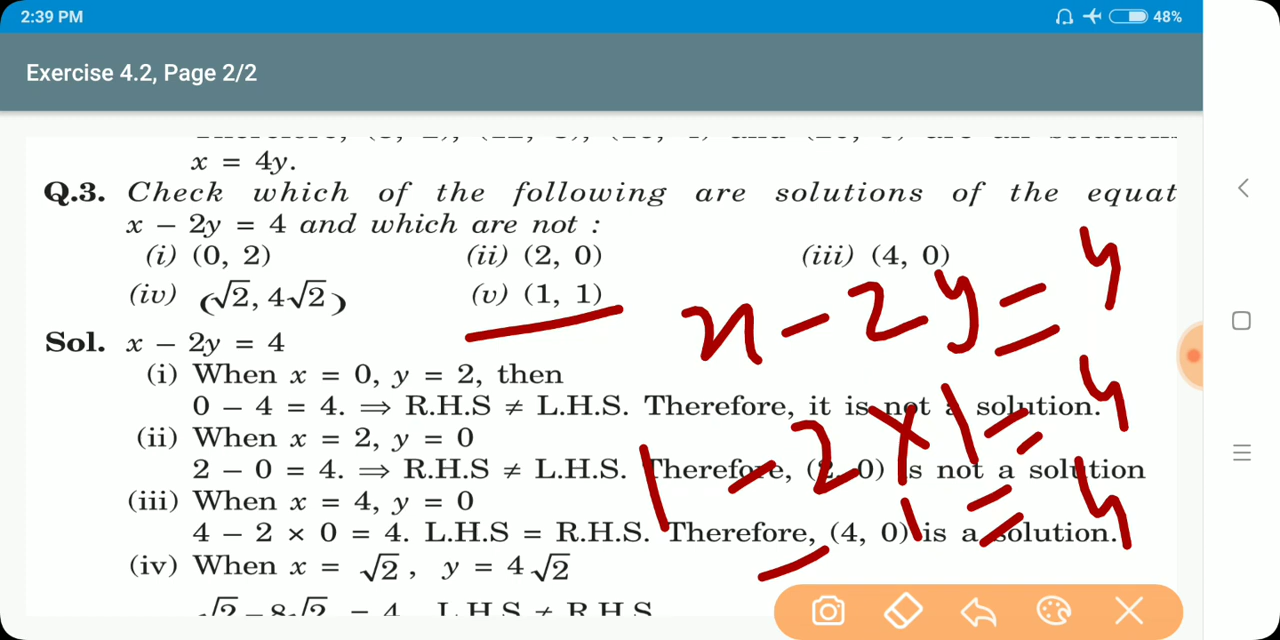 2:39 PM 48%
Exercise 4.2, Page 2/2
x = 4y.
Q.3. Check which of the following are solutions of the equat
x – 2y = 4 and which are not :
(i) (0, 2) (ii) (2, 0) (iii) (4, 0)
(iv) (√2, 4√2) (v) (1, 1)
x - 2y = 4
Sol. x – 2y = 4
(i) When x = 0, y = 2, then
0 – 4 = 4. ⇒ R.H.S ≠ L.H.S. Therefore, it is not a solution.
1 - 2 × 1 = 4
(ii) When x = 2, y = 0
2 – 0 = 4. ⇒ R.H.S ≠ L.H.S. Therefore, (2, 0) is not a solution
(iii) When x = 4, y = 0
4 – 2 × 0 = 4. L.H.S = R.H.S. Therefore, (4, 0) is a solution.
- 1 = 4
(iv) When x = √2, y = 4√2
√2 – 8√2 = 4 L.H.S ≠ R.H.S